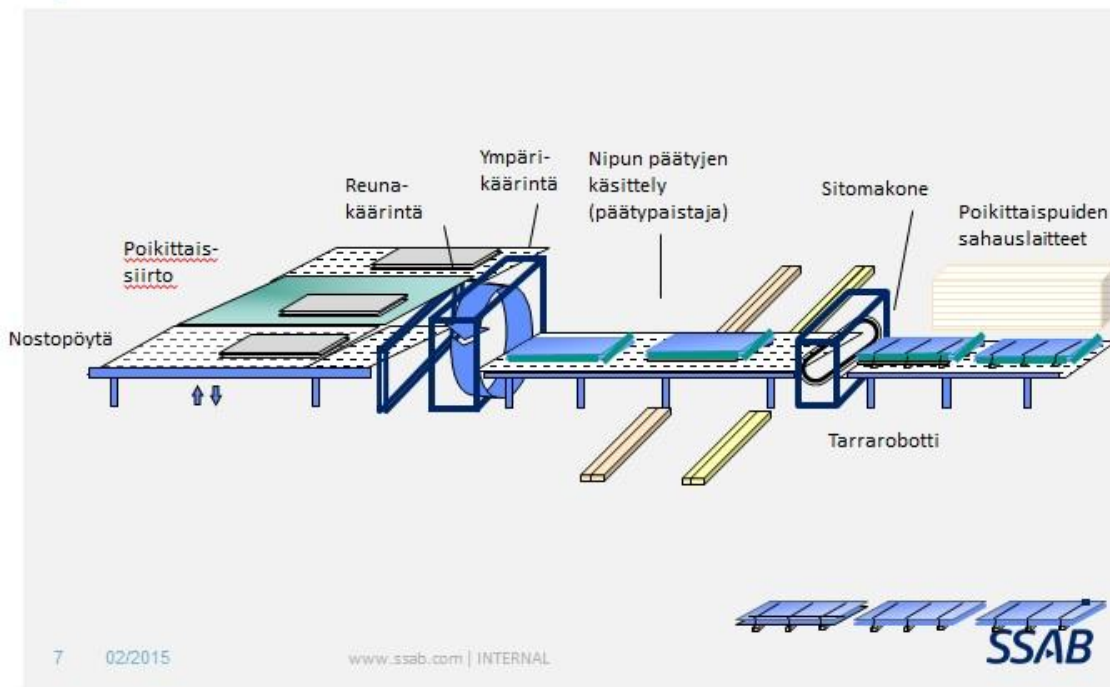 Ympäri-
käärintä
Nipun päätyjen
käsittely
(päätypaistaja)
Reuna-
käärintä
Sitomakone
Poikittaispuiden
sahauslaitteet
Poikittais-
siirto
Nostopöytä
Tarrarobotti
7 02/2015 www.ssab.com | INTERNAL
SSAB